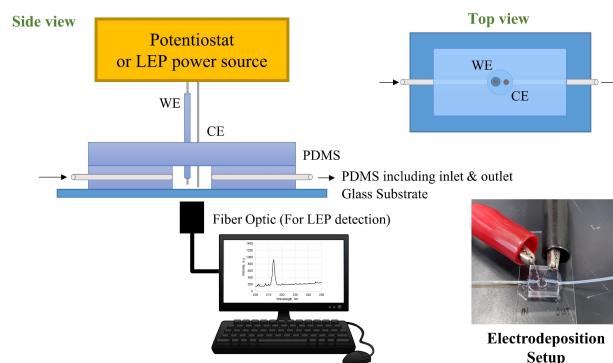 Side view
Top view
Potentiostat
or LEP power source
WE
CE
WE
CE
PDMS
PDMS including inlet & outlet
Glass Substrate
Fiber Optic (For LEP detection)
Electrodeposition
Setup